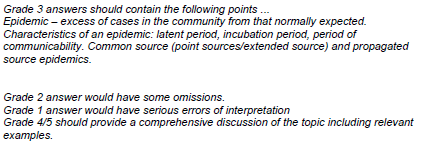 Grade 3 answers should contain the following points ...
Epidemic – excess of cases in the community from that normally expected.
Characteristics of an epidemic: latent period, incubation period, period of
communicability. Common source (point sources/extended source) and propagated
source epidemics.
Grade 2 answer would have some omissions.
Grade 1 answer would have serious errors of interpretation
Grade 4/5 should provide a comprehensive discussion of the topic including relevant
examples.